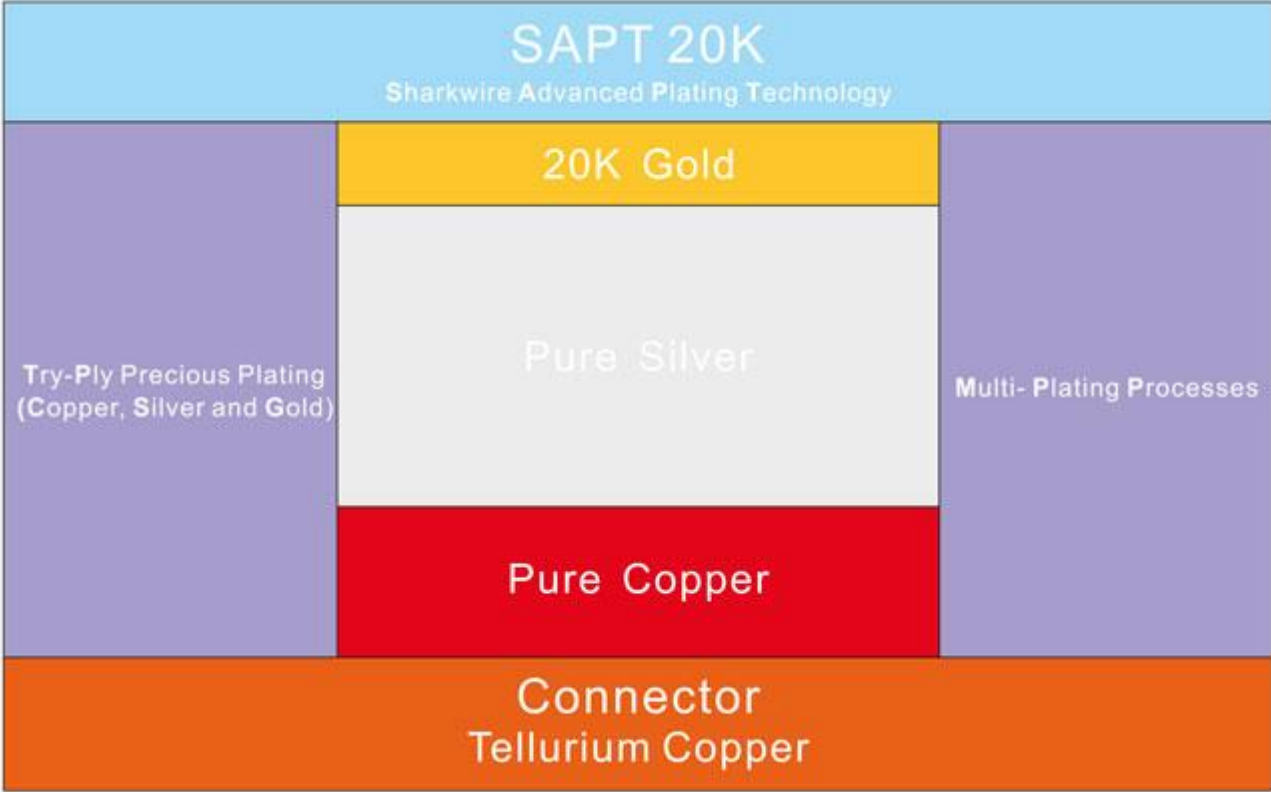 SAPT 20K
Sharkwire Advanced Plating Technology
20K Gold
Pure Silver
Try-Ply Precious Plating
(Copper, Silver and Gold)
Multi- Plating Processes
Pure Copper
Connector
Tellurium Copper